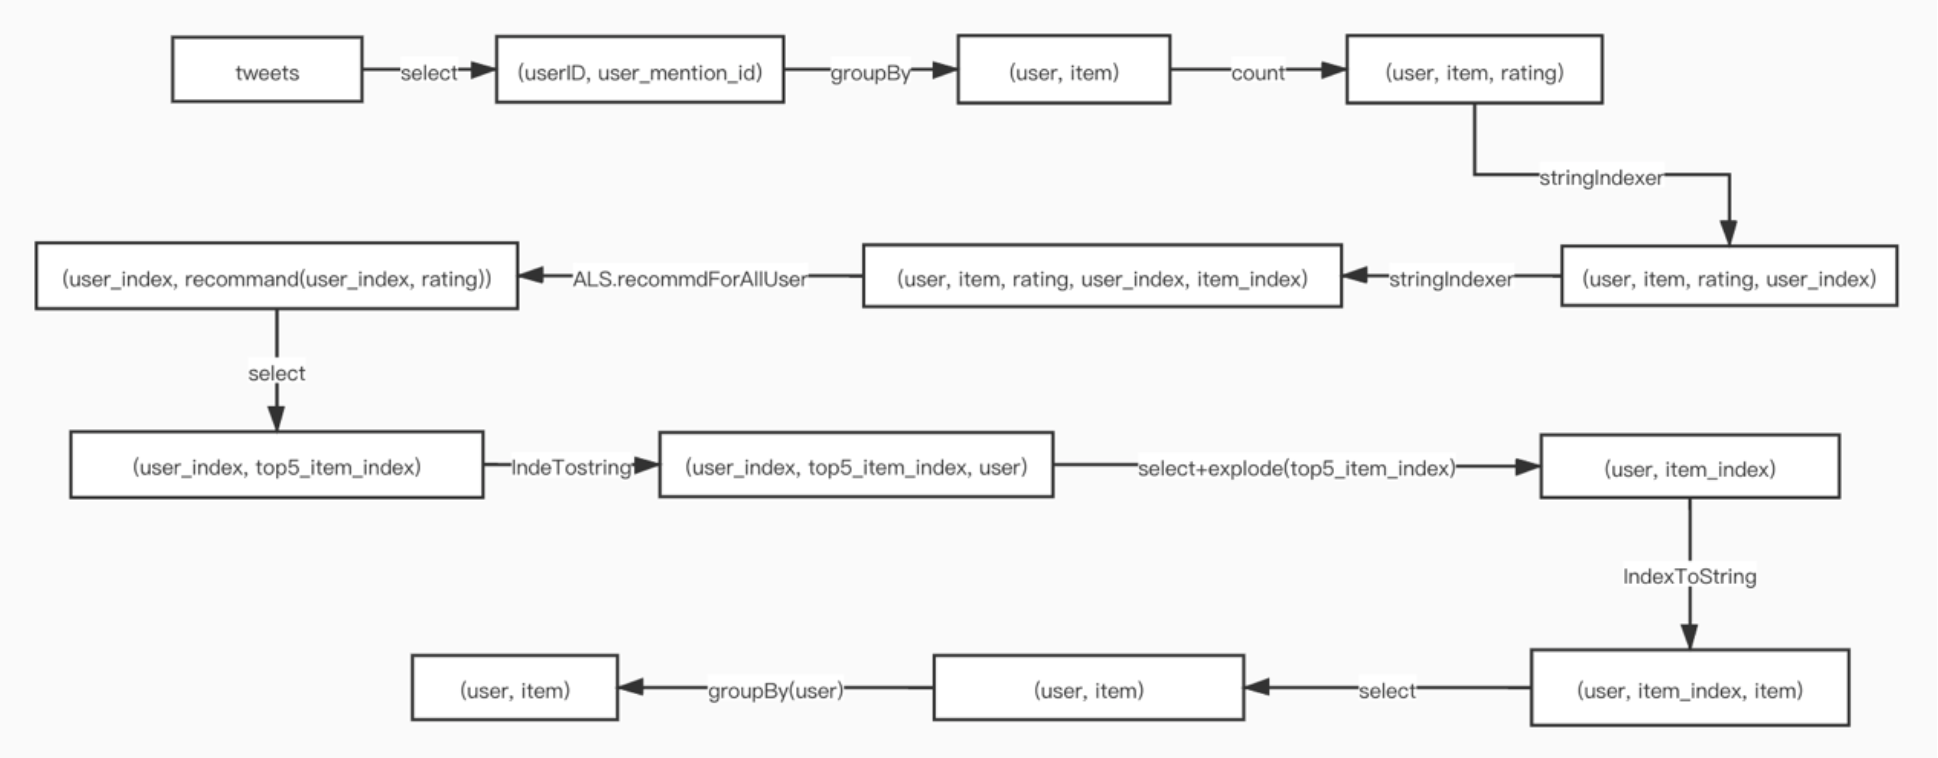 tweets
select
(userID, user_mention_id)
groupBy
(user, item)
count
(user, item, rating)
stringIndexer
(user, item, rating, user_index)
stringIndexer
(user, item, rating, user_index, item_index)
ALS.recommdForAllUser
(user_index, recommand(user_index, rating))
select
(user_index, top5_item_index)
IndeTostring
(user_index, top5_item_index, user)
select+explode(top5_item_index)
(user, item_index)
IndexToString
(user, item_index, item)
select
(user, item)
groupBy(user)
(user, item)